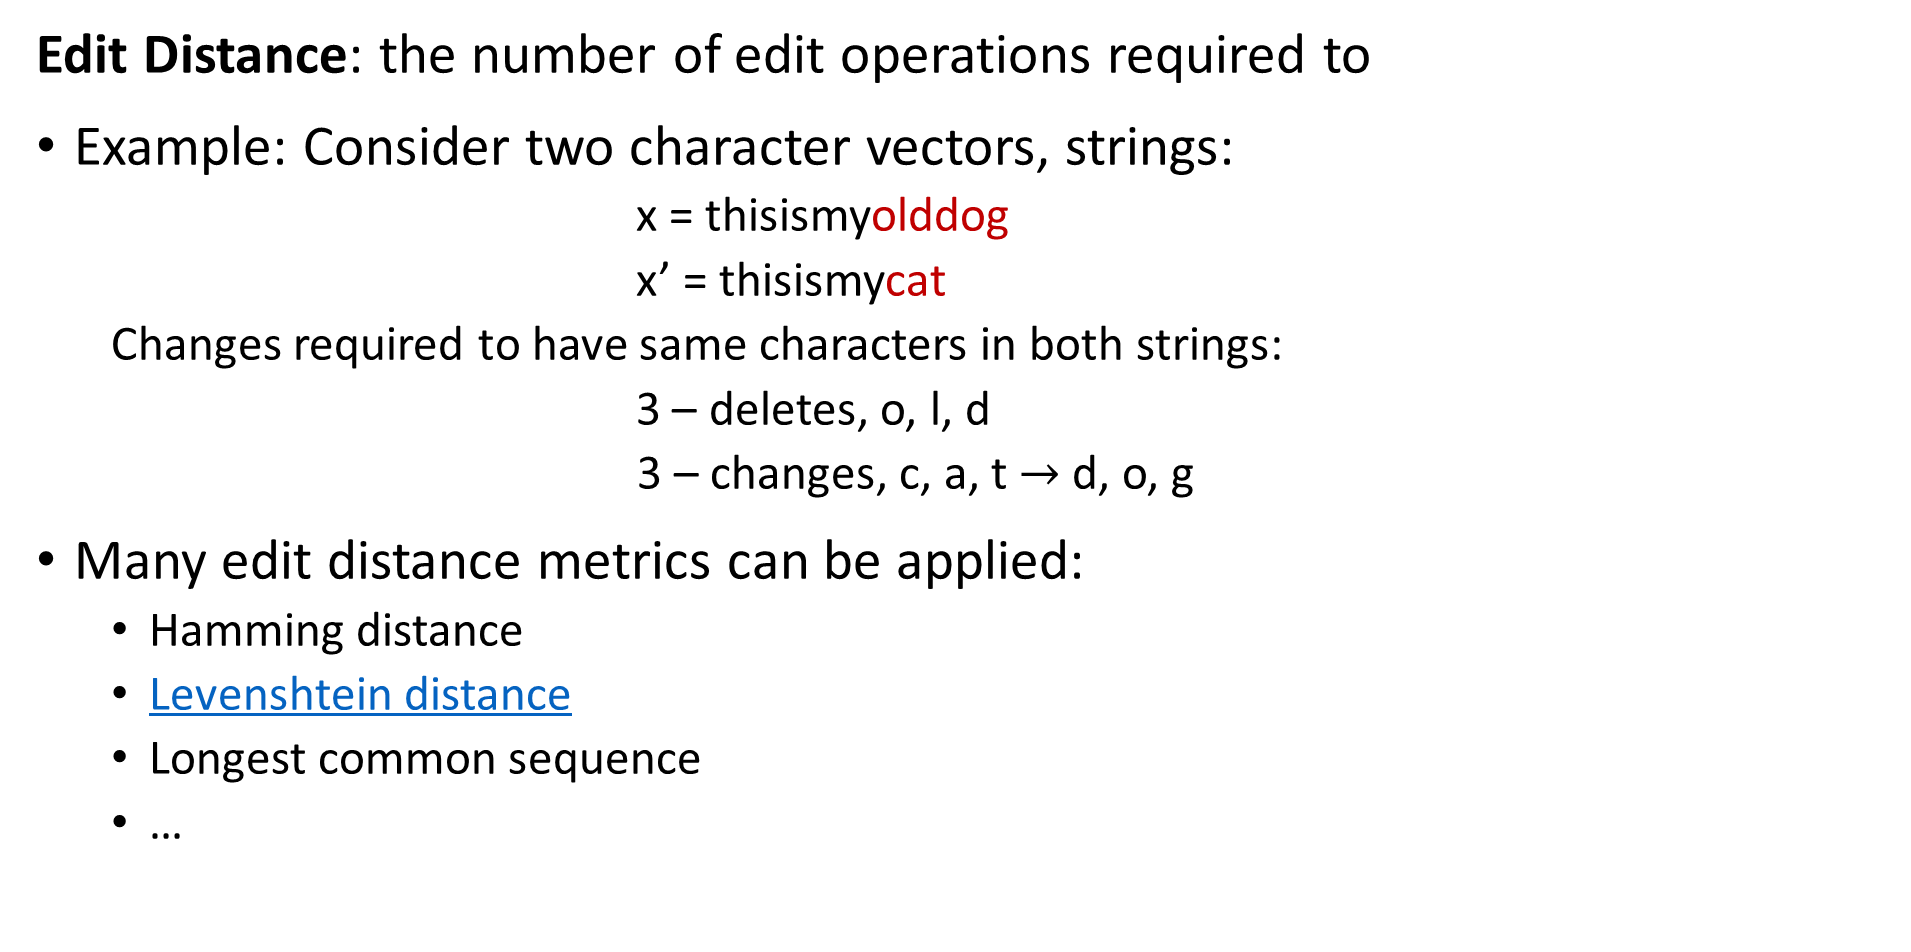 Edit Distance: the number of edit operations required to
• Example: Consider two character vectors, strings:
x = thisismyolddog
x’ = thisismycat
Changes required to have same characters in both strings:
3 – deletes, o, l, d
3 – changes, c, a, t → d, o, g
• Many edit distance metrics can be applied:
• Hamming distance
• Levenshtein distance
• Longest common sequence
• …